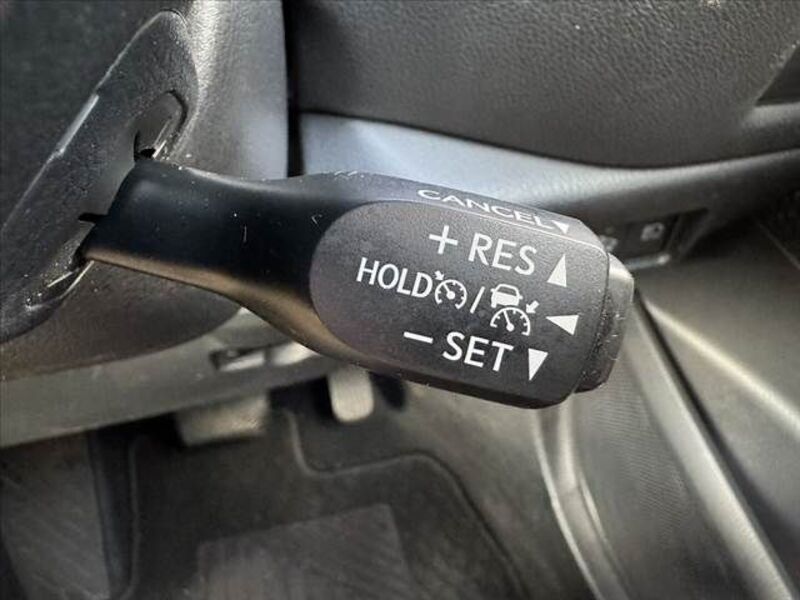 CANCEL▼
+ RES ▲
HOLD / ◀
− SET ▼